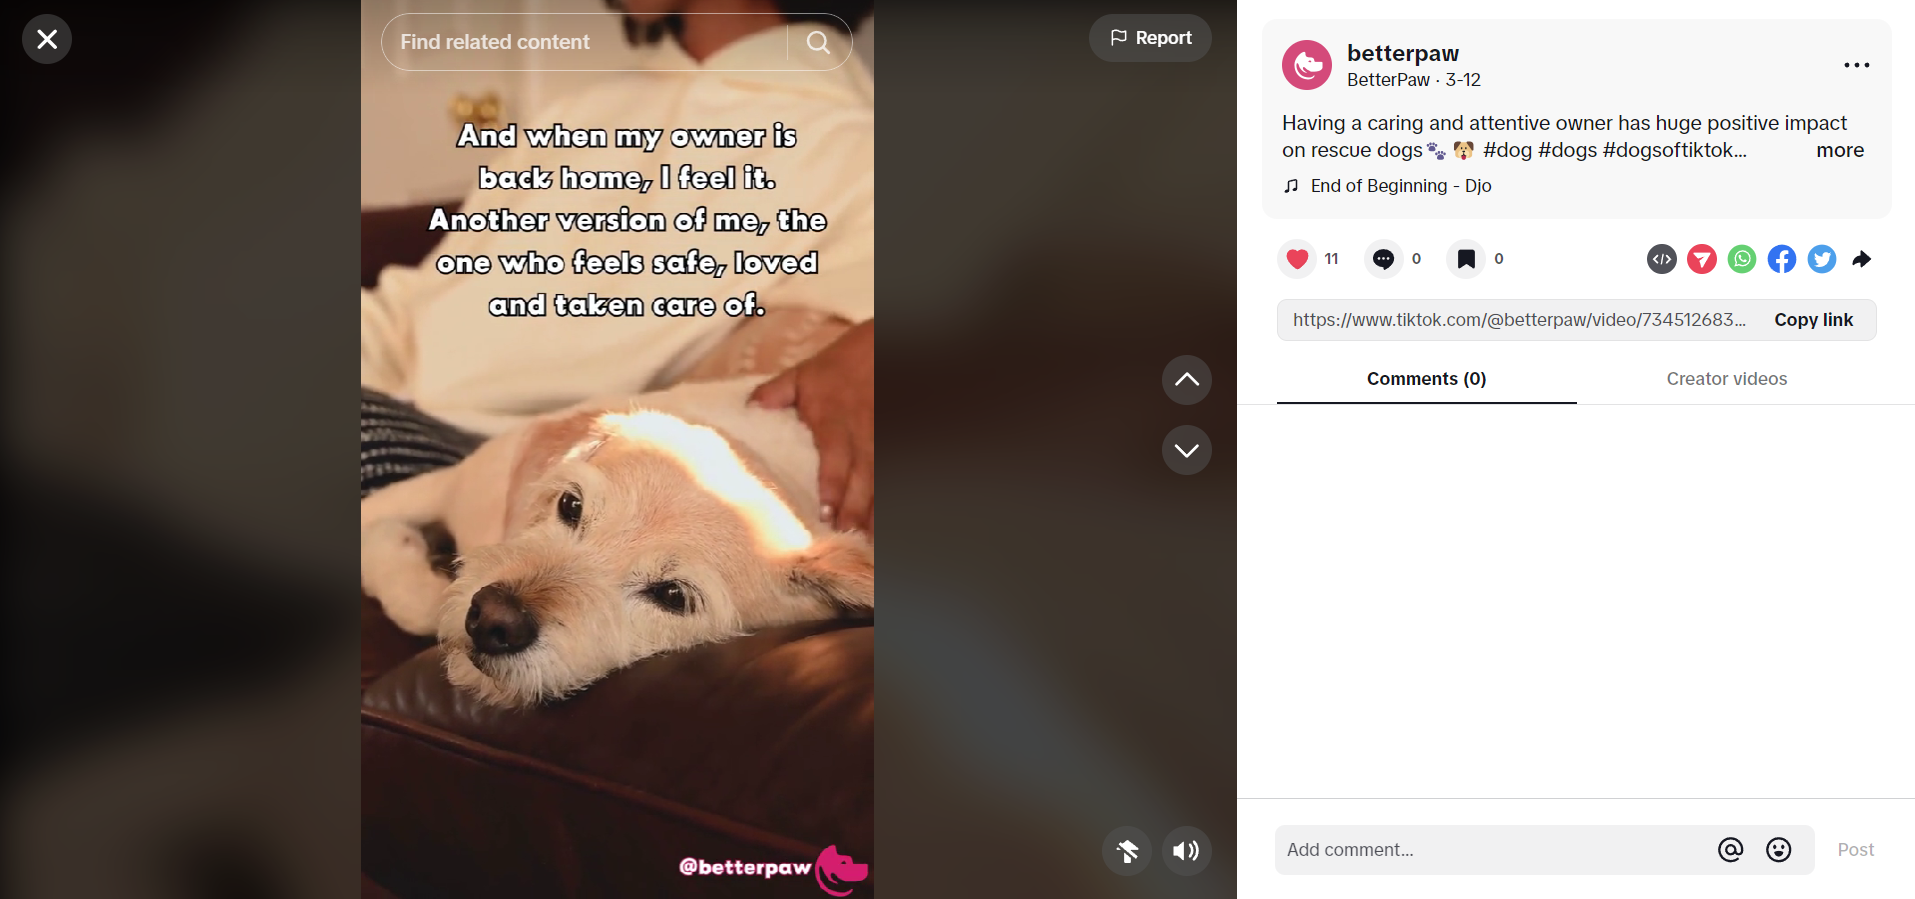 Find related content
Report
And when my owner is
back home, I feel it.
Another version of me, the
one who feels safe, loved
and taken care of.
@betterpaw
betterpaw
BetterPaw · 3-12
Having a caring and attentive owner has huge positive impact
on rescue dogs🐾 🐶 #dog #dogs #dogsoftiktok... more
End of Beginning - Djo
11 0 0
https://www.tiktok.com/@betterpaw/video/734512683... Copy link
Comments (0) Creator videos
Add comment... Post